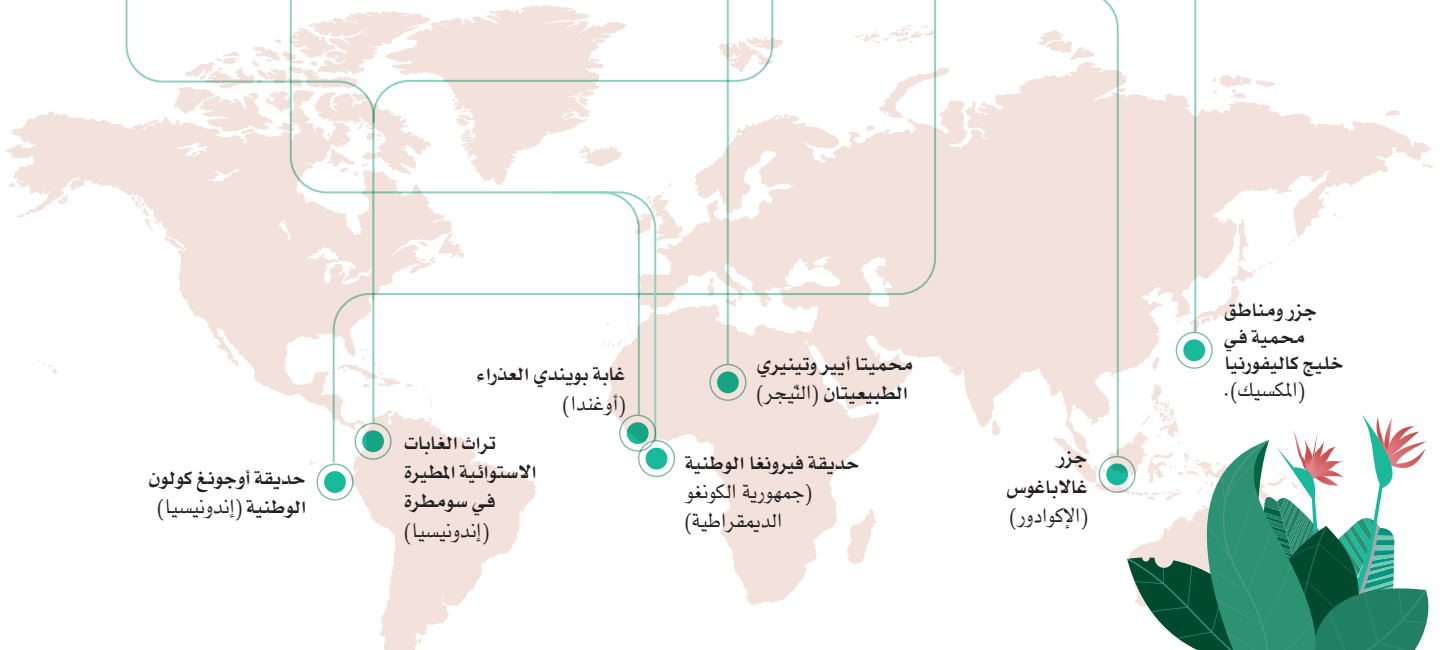 جزر ومناطق
محمية في
خليج كاليفورنيا
(المكسيك).
محميتا أيير وتينيري
الطبيعيتان (النّيجر)
غابة بويندي العذراء
(أوغندا)
تراث الغابات
الاستوائية المطيرة
في سومطرة
(إندونيسيا)
حديقة أوجونغ كولون
الوطنية (إندونيسيا)
حديقة فيرونغا الوطنية
(جمهورية الكونغو
الديمقراطية)
جزر
غالاباغوس
(الإكوادور)